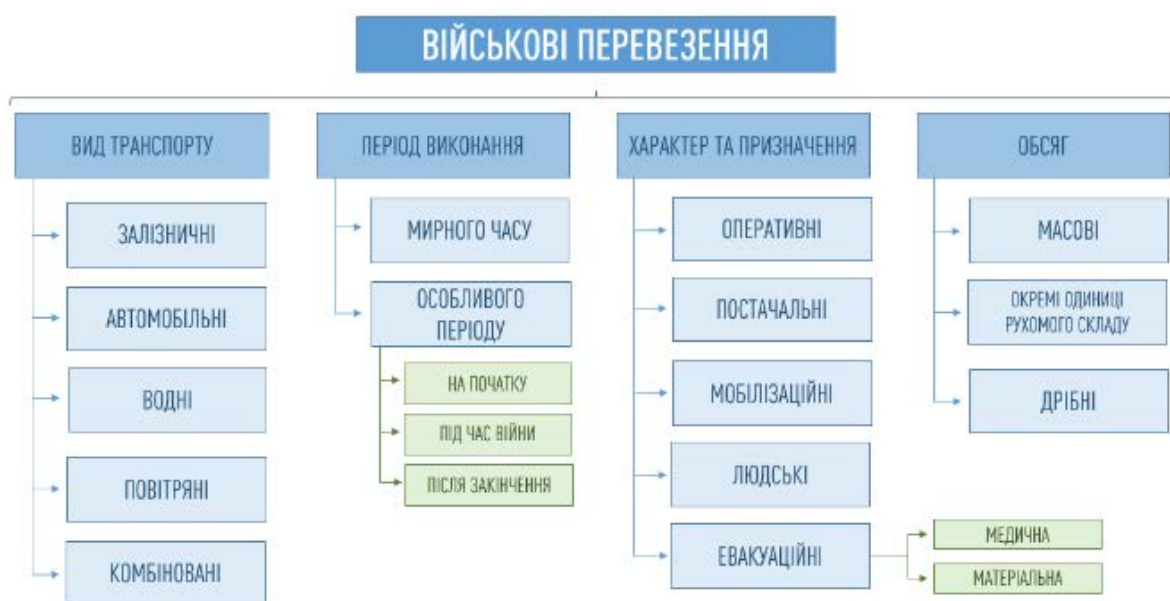 ВІЙСЬКОВІ ПЕРЕВЕЗЕННЯ
ВИД ТРАНСПОРТУ
ЗАЛІЗНИЧНІ
АВТОМОБІЛЬНІ
ВОДНІ
ПОВІТРЯНІ
КОМБІНОВАНІ
ПЕРІОД ВИКОНАННЯ
МИРНОГО ЧАСУ
ОСОБЛИВОГО
ПЕРІОДУ
НА ПОЧАТКУ
ПІД ЧАС ВІЙНИ
ПІСЛЯ ЗАКІНЧЕННЯ
ХАРАКТЕР ТА ПРИЗНАЧЕННЯ
ОПЕРАТИВНІ
ПОСТАЧАЛЬНІ
МОБІЛІЗАЦІЙНІ
ЛЮДСЬКІ
ЕВАКУАЦІЙНІ
МЕДИЧНА
МАТЕРІАЛЬНА
ОБСЯГ
МАСОВІ
ОКРЕМІ ОДИНИЦІ
РУХОМОГО СКЛАДУ
ДРІБНІ